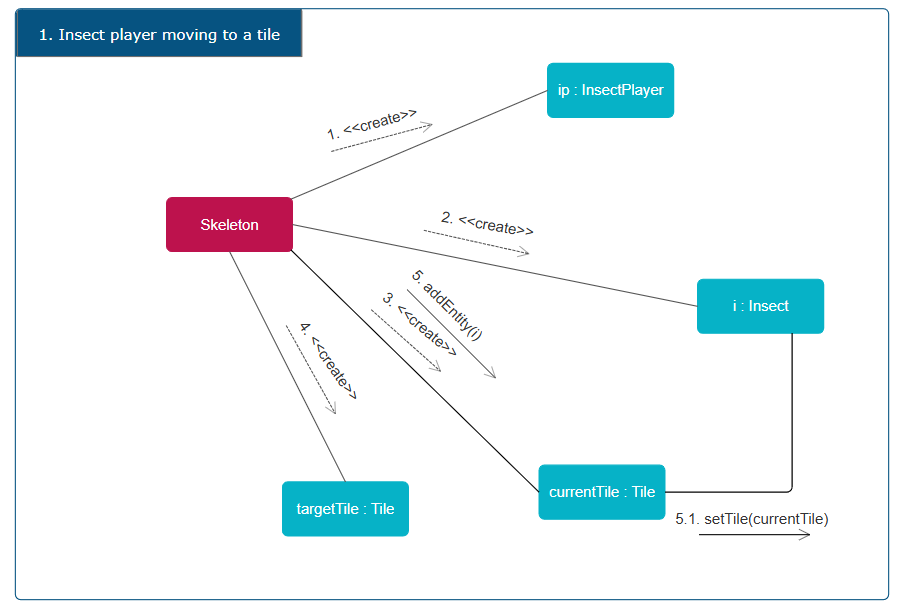 1. Insect player moving to a tile
ip : InsectPlayer
1. <<create>>
Skeleton
2. <<create>>
i : Insect
5. addEntity(i)
3. <<create>>
4. <<create>>
targetTile : Tile
currentTile : Tile
5.1. setTile(currentTile)